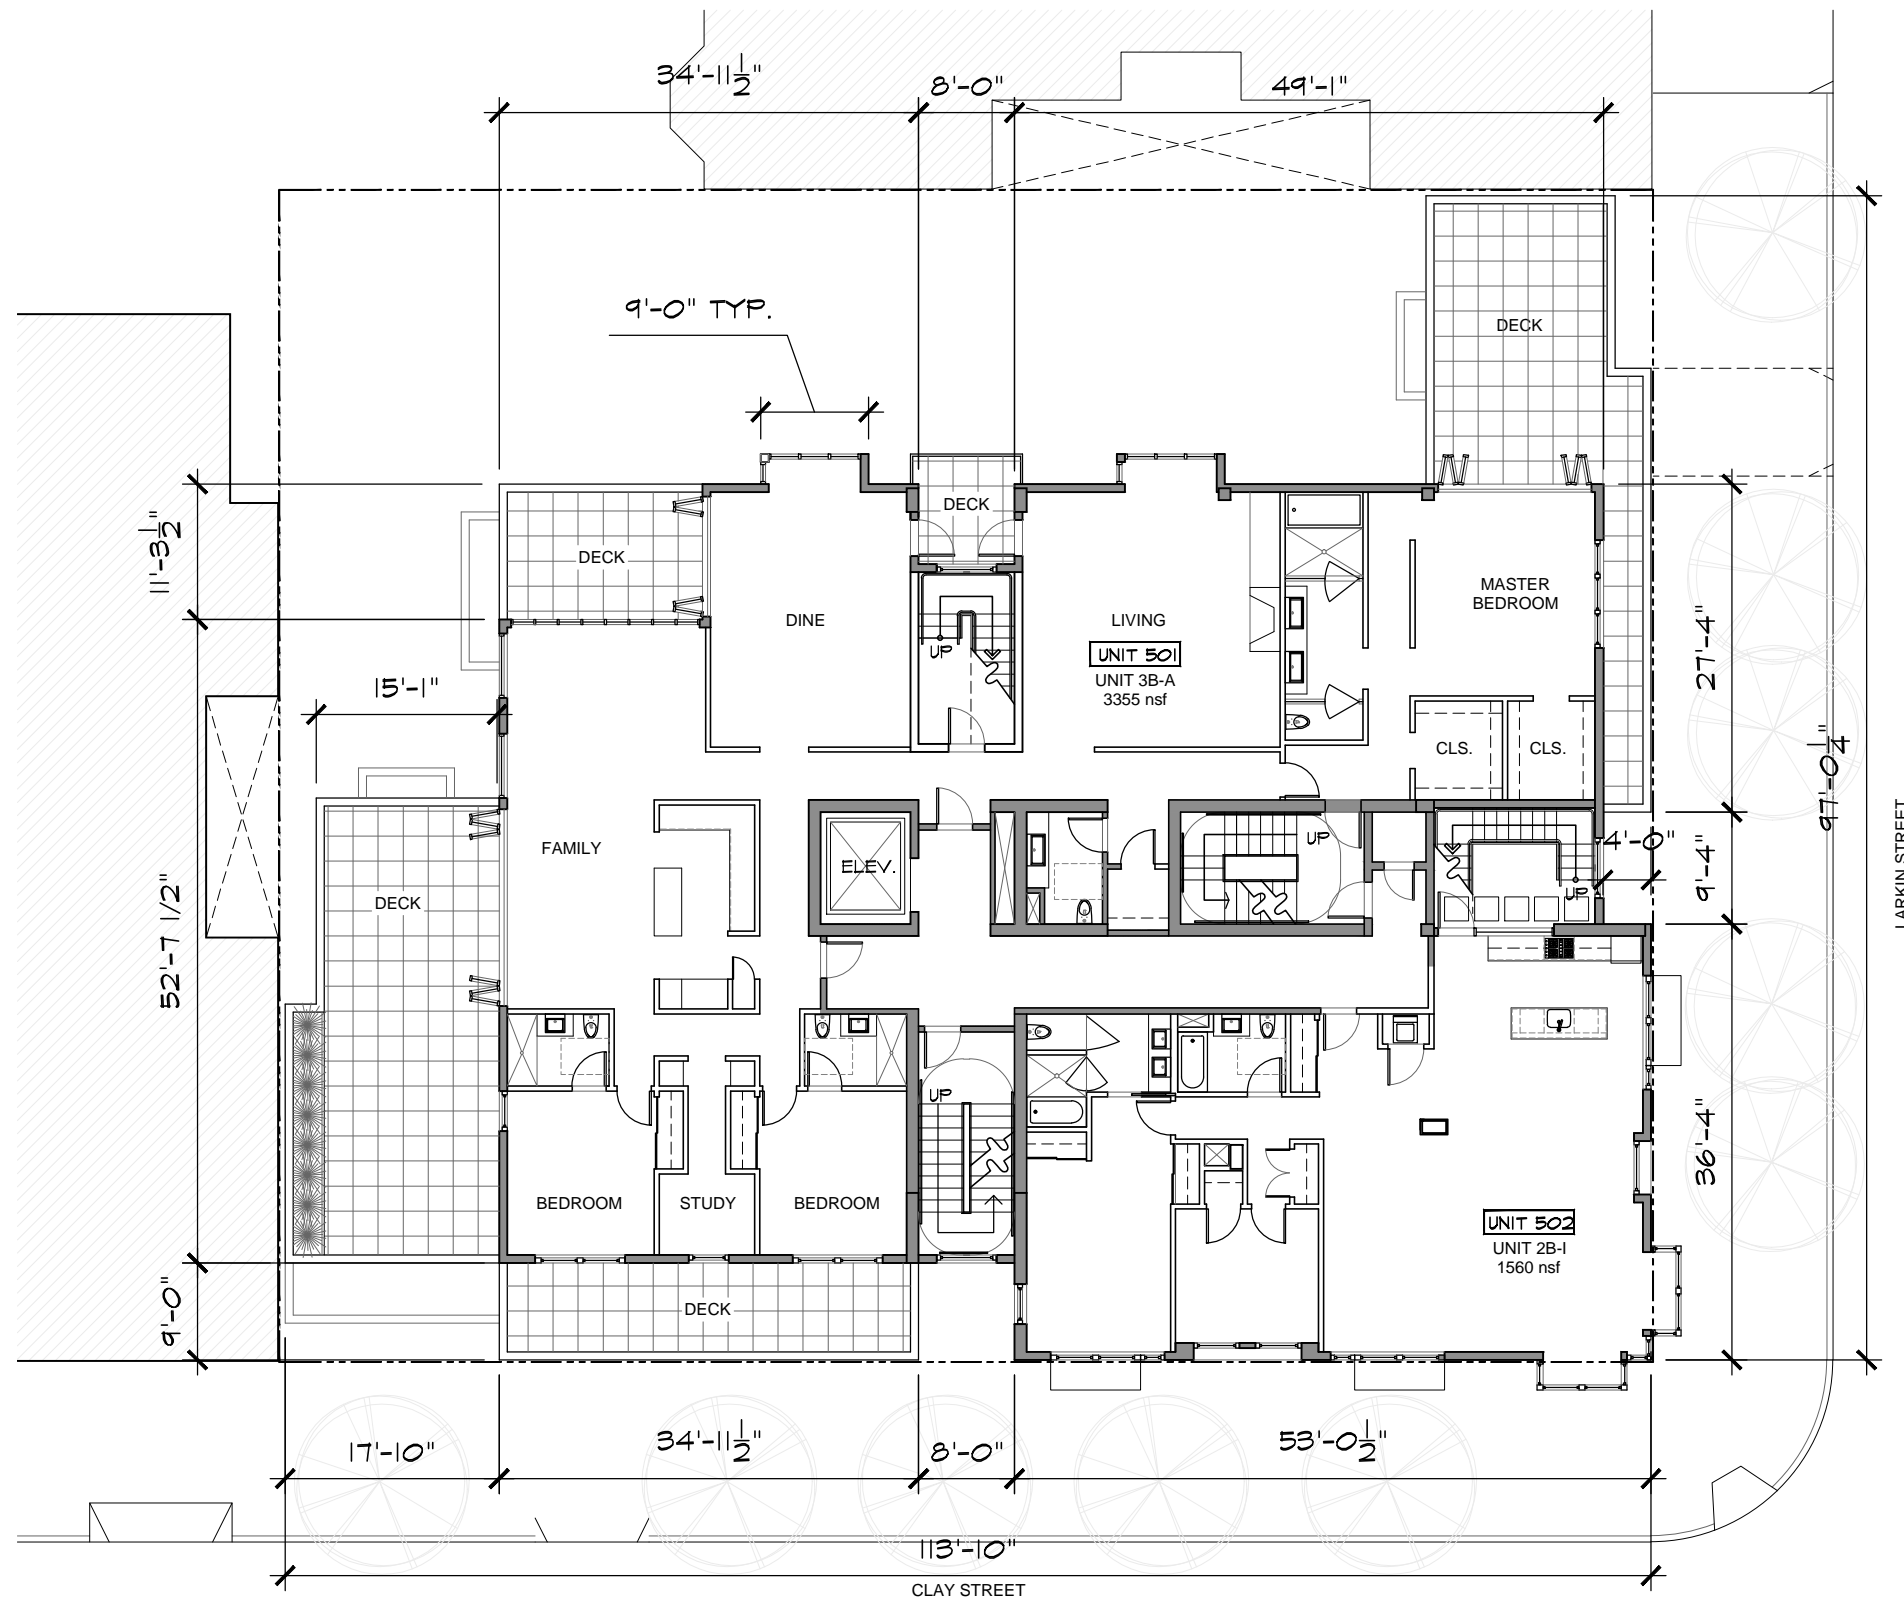 34'-11 1/2"
8'-0"
49'-1"
9'-0" TYP.
DECK
DECK
DECK
11'-3 1/2"
MASTER
BEDROOM
DINE
LIVING
UP
UNIT 501
UNIT 3B-A
3355 nsf
27'-4"
15'-1"
CLS.
CLS.
97'-0 1/4"
LARKIN STREET
FAMILY
ELEV.
UP
4'-0"
UP
9'-4"
DECK
52'-7 1/2"
UP
36'-4"
BEDROOM
STUDY
BEDROOM
UNIT 502
UNIT 2B-I
1560 nsf
9'-0"
DECK
17'-10"
34'-11 1/2"
8'-0"
53'-0 1/2"
113'-10"
CLAY STREET